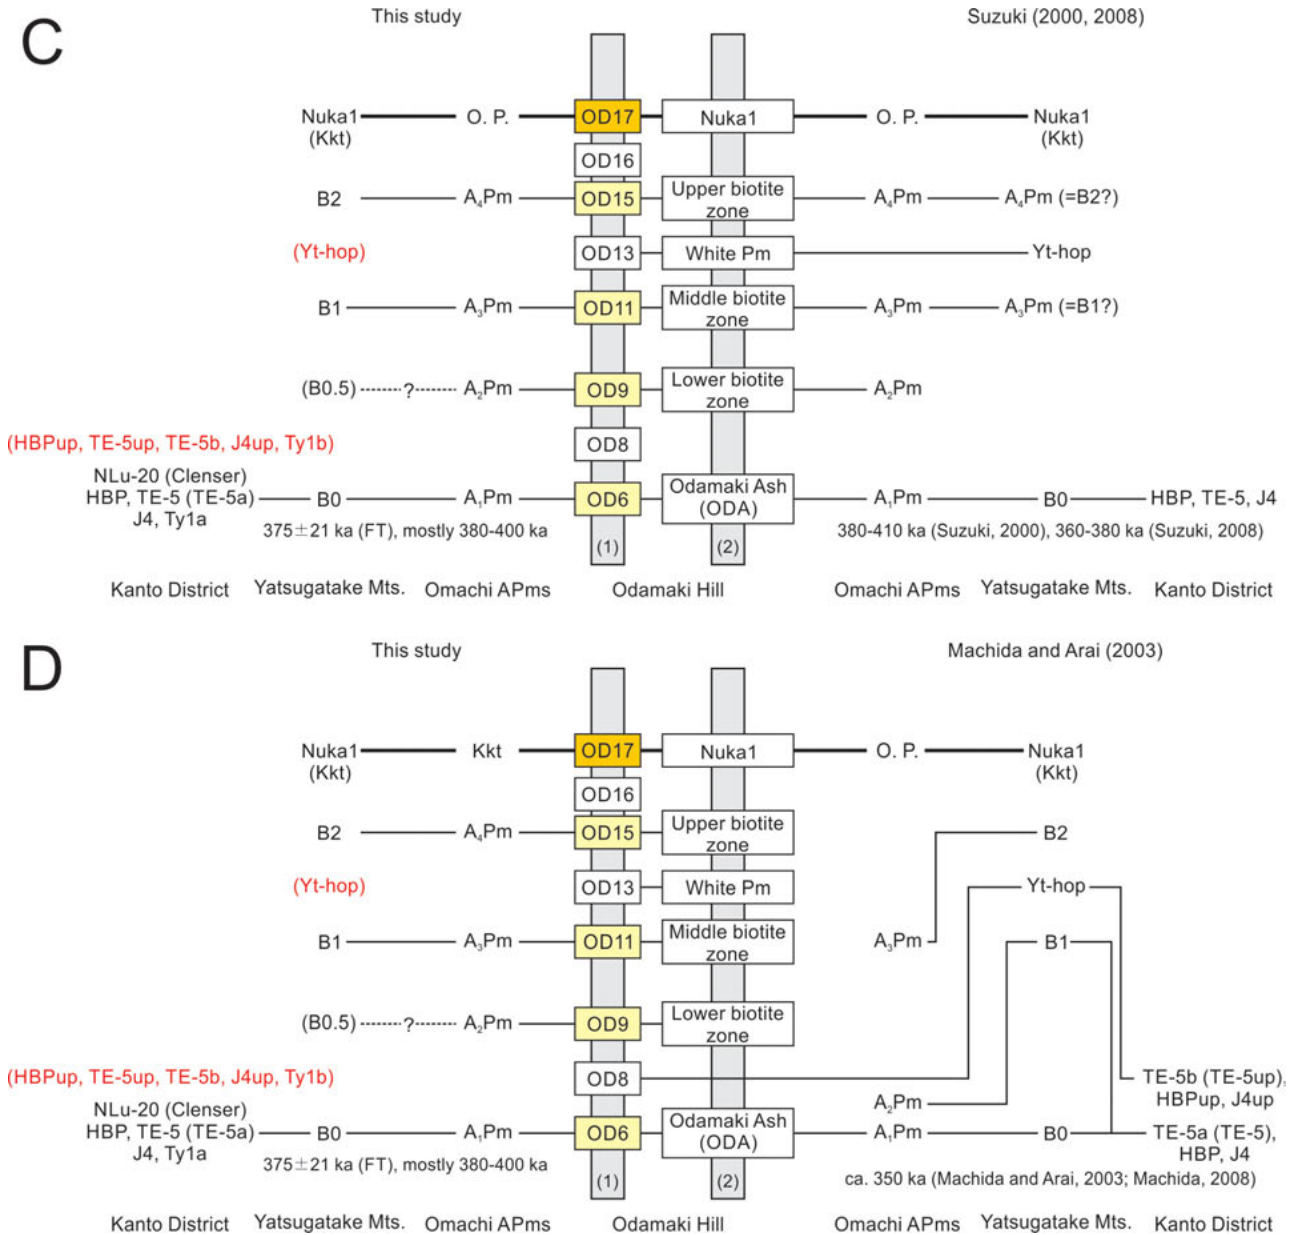 C
This study
Suzuki (2000, 2008)
Nuka1 O. P. OD17 Nuka1 O. P. Nuka1
(Kkt) (Kkt)
OD16
B2 A₄Pm OD15 Upper biotite A₄Pm A₄Pm (=B2?)
zone
(Yt-hop) OD13 White Pm Yt-hop
B1 A₃Pm OD11 Middle biotite A₃Pm A₃Pm (=B1?)
zone
(B0.5) ? A₂Pm OD9 Lower biotite A₂Pm
zone
(HBPup, TE-5up, TE-5b, J4up, Ty1b) OD8
NLu-20 (Clenser)
HBP, TE-5 (TE-5a) B0 A₁Pm OD6 Odamaki Ash A₁Pm B0 HBP, TE-5, J4
J4, Ty1a (ODA)
375±21 ka (FT), mostly 380-400 ka
380-410 ka (Suzuki, 2000), 360-380 ka (Suzuki, 2008)
(1) (2)
Kanto District Yatsugatake Mts. Omachi APms Odamaki Hill Omachi APms Yatsugatake Mts. Kanto District
D
This study
Machida and Arai (2003)
Nuka1 Kkt OD17 Nuka1 O. P. Nuka1
(Kkt) (Kkt)
OD16
B2 A₄Pm OD15 Upper biotite B2
zone
(Yt-hop) OD13 White Pm Yt-hop
B1 A₃Pm OD11 Middle biotite A₃Pm B1
zone
(B0.5) ? A₂Pm OD9 Lower biotite
zone
(HBPup, TE-5up, TE-5b, J4up, Ty1b) OD8 TE-5b (TE-5up),
HBPup, J4up
A₂Pm
NLu-20 (Clenser)
HBP, TE-5 (TE-5a) B0 A₁Pm OD6 Odamaki Ash A₁Pm B0 TE-5a (TE-5),
J4, Ty1a (ODA) HBP, J4
375±21 ka (FT), mostly 380-400 ka
ca. 350 ka (Machida and Arai, 2003; Machida, 2008)
(1) (2)
Kanto District Yatsugatake Mts. Omachi APms Odamaki Hill Omachi APms Yatsugatake Mts. Kanto District